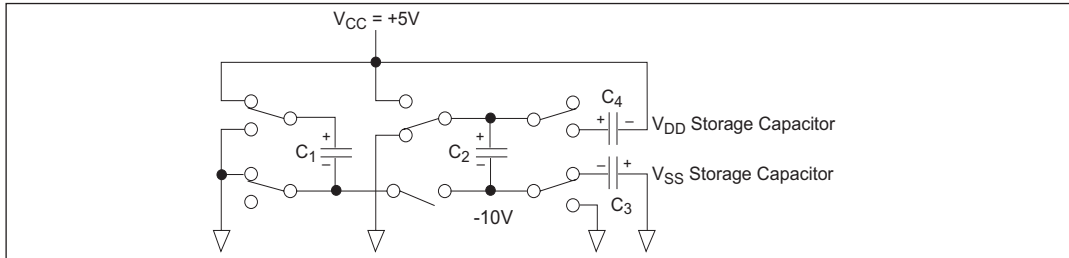 V_CC = +5V
C_4
+ –
V_DD Storage Capacitor
+
C_1
–
+
C_2
–
– +
V_SS Storage Capacitor
C_3
-10V